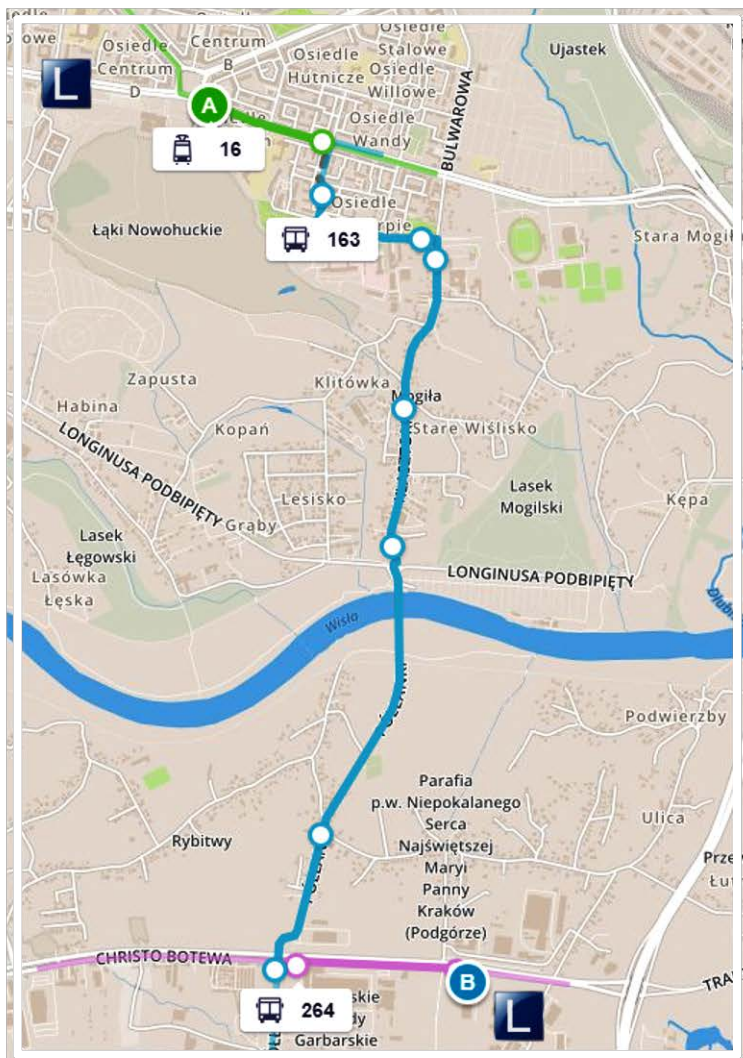 Osiedle
Centrum
D
Centrum
B
Osiedle
Stalowe
Osiedle
Hutnicze
Osiedle
Willowe
Osiedle
Wandy
Ujastek
BULWAROWA
L
A
16
Osiedle
163
Łąki Nowohuckie
Stara Mogiła
Zapusta
Klitówka
Habina
Mogiła
Kopań
Stare Wiślisko
LONGINUSA PODBIPIĘTY
Lesisko
Lasek
Mogilski
Kępa
Grąby
Lasek
Łęgowski
Lasówka
Łęska
LONGINUSA PODBIPIĘTY
Wisła
Podwierzby
Parafia
p.w. Niepokalanego
Serca
Najświętszej
Maryi
Panny
Kraków
(Podgórze)
Ulica
Rybitwy
CHRISTO BOTEWA
B
264
L
Garbarskie